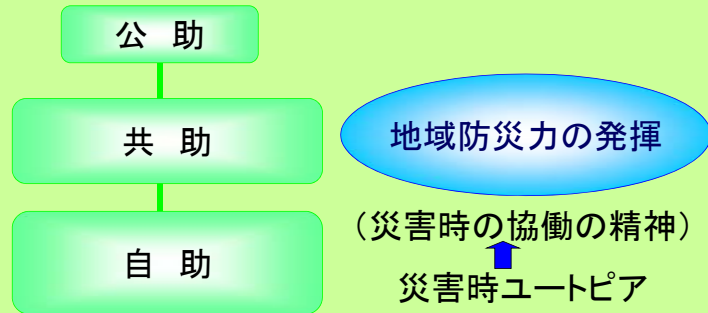 公 助
共 助
地域防災力の発揮
(災害時の協働の精神)
自 助
災害時ユートピア